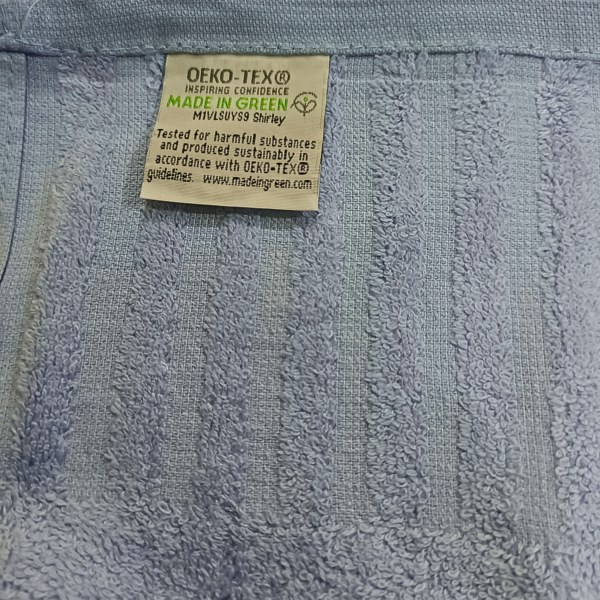 OEKO-TEX®
INSPIRING CONFIDENCE
MADE IN GREEN
M1VLSUYS9 Shirley
Tested for harmful substances
and produced sustainably in
accordance with OEKO-TEX®
guidelines. www.madeingreen.com